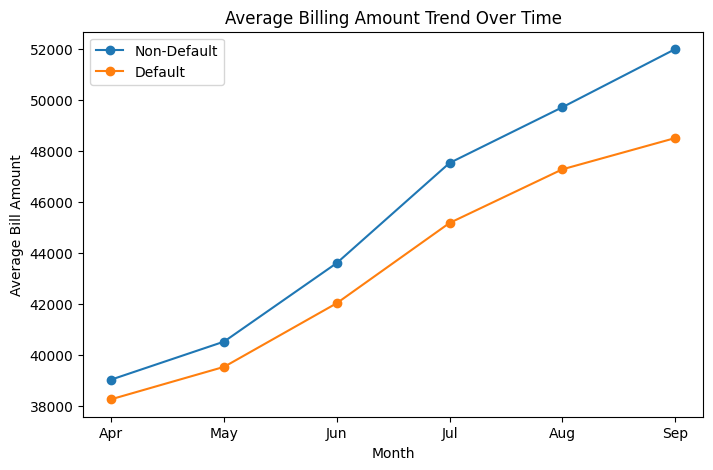 Average Billing Amount Trend Over Time
Non-Default
Default
52000
50000
48000
46000
44000
42000
40000
38000
Average Bill Amount
Apr May Jun Jul Aug Sep
Month